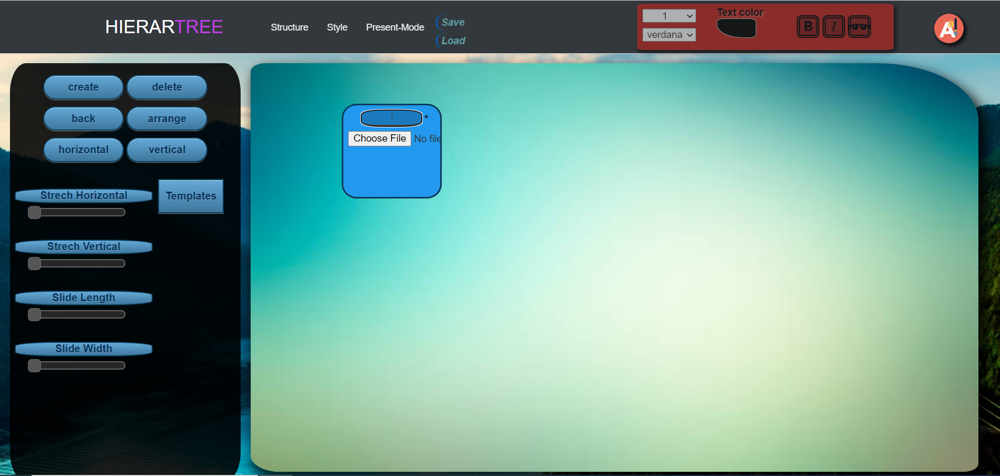 HIERARTREE
Structure
Style
Present-Mode
Save
Load
1
verdana
Text color
B
I
A
create
delete
back
arrange
horizontal
vertical
Strech Horizontal
Templates
Strech Vertical
Slide Length
Slide Width
Choose File No file